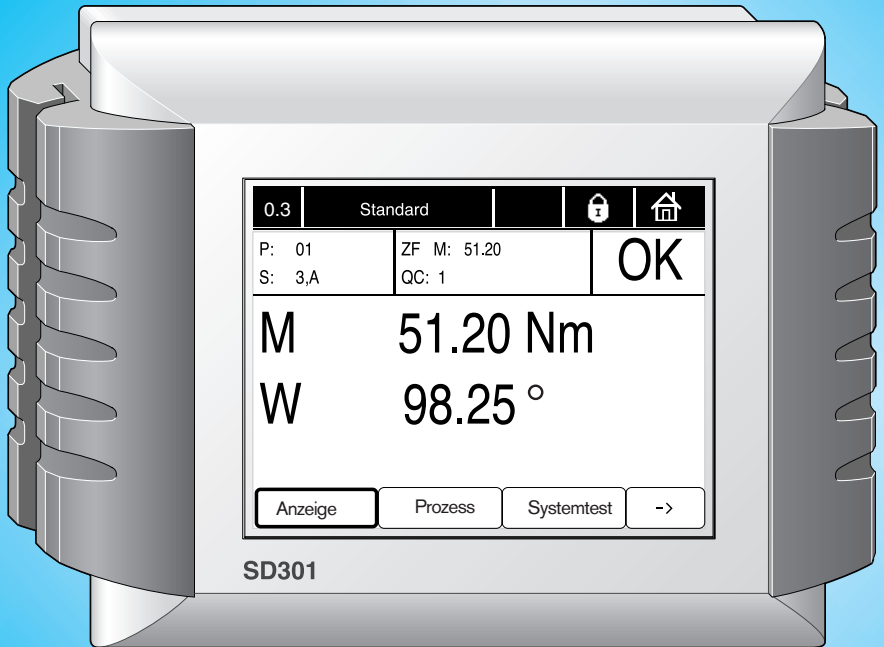 0.3 Standard
P: 01 ZF M: 51.20 OK
S: 3,A QC: 1
M 51.20 Nm
W 98.25 °
Anzeige Prozess Systemtest ->
SD301